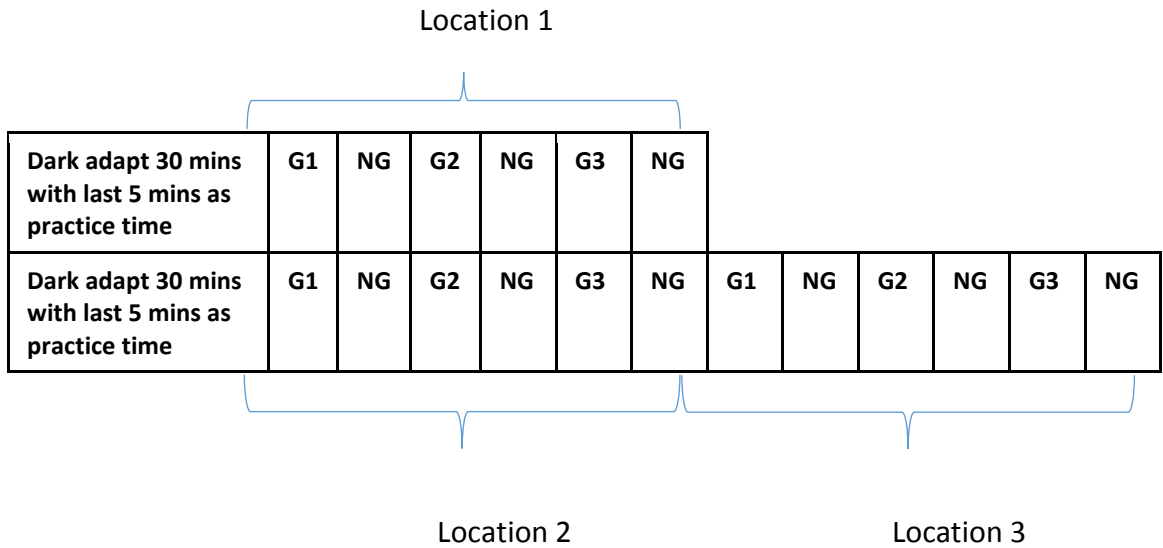 Location 1
Dark adapt 30 mins G1 NG G2 NG G3 NG
with last 5 mins as
practice time
Dark adapt 30 mins G1 NG G2 NG G3 NG G1 NG G2 NG G3 NG
with last 5 mins as
practice time
Location 2 Location 3